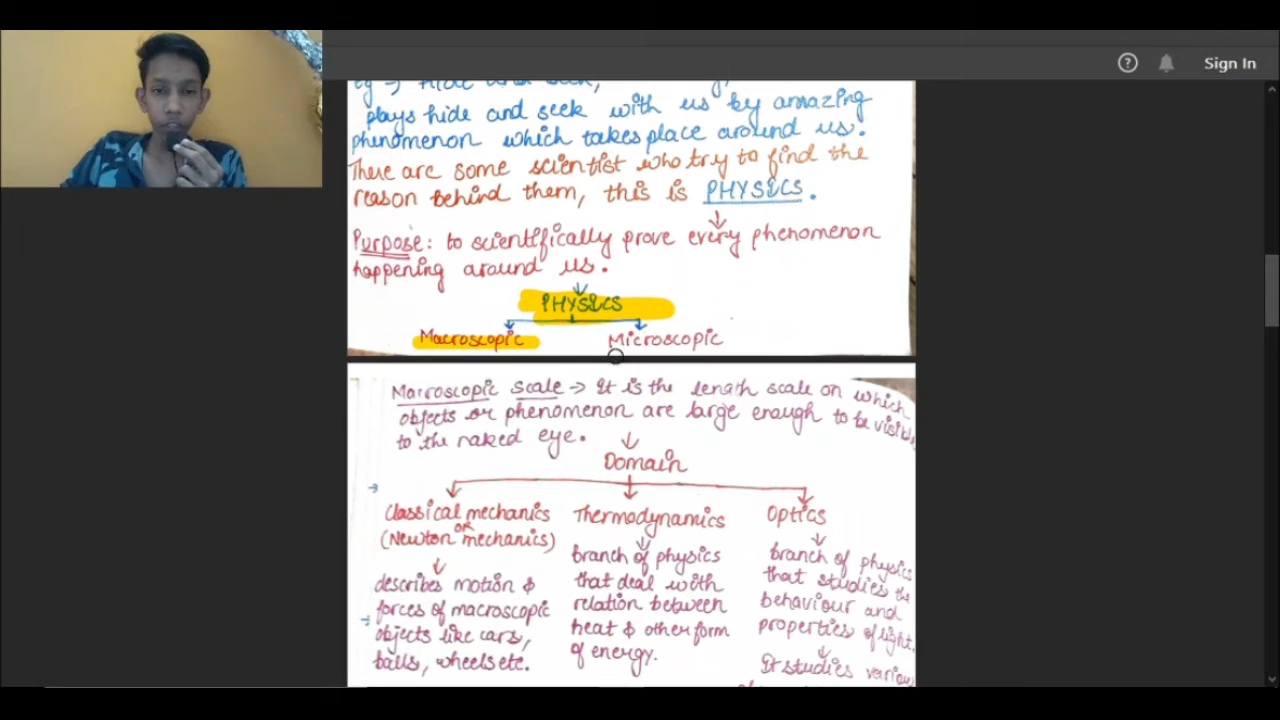 Sign In
eg → Hide and seek,
plays hide and seek with us by amazing
phenomenon which takes place around us.
There are some scientist who try to find the
reason behind them, this is PHYSICS.
Purpose: to scientifically prove every phenomenon
happening around us.
PHYSICS
Macroscopic Microscopic
Macroscopic scale → It is the length scale on which
objects or phenomenon are large enough to be visible
to the naked eye.
Domain
Classical mechanics
or
(Newton mechanics)
describes motion &
forces of macroscopic
objects like cars,
balls, wheels etc.
Thermodynamics
branch of physics
that deal with
relation between
heat & other form
of energy.
Optics
branch of physics
that studies the
behaviour and
properties of light.
It studies various